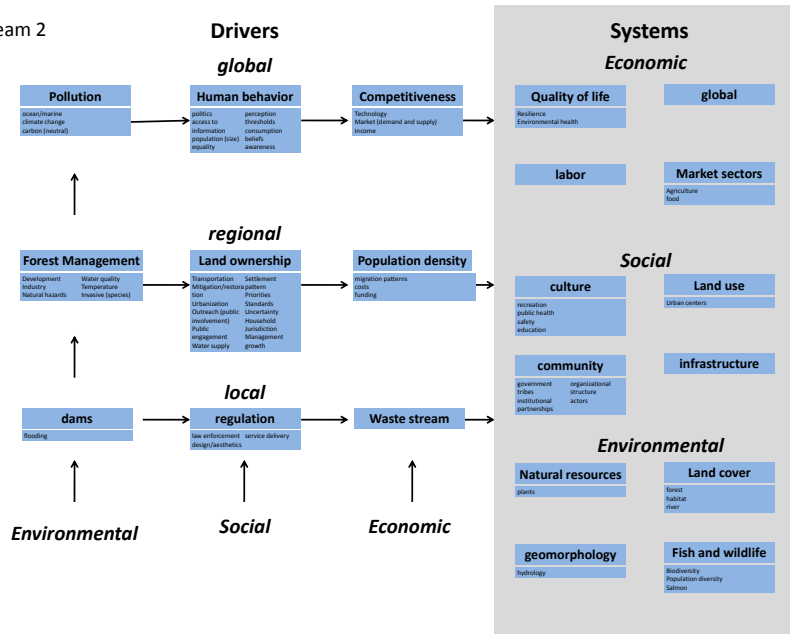 eam 2
Drivers
global
Pollution
ocean/marine
climate change
carbon (neutral)
Human behavior
politics
access to
information
population (size)
equality
perception
thresholds
consumption
beliefs
awareness
Competitiveness
Technology
Market (demand and supply)
Income
regional
Forest Management
Development
Industry
Natural hazards
Water quality
Temperature
Invasive (species)
Land ownership
Transportation
Mitigation/restora
tion
Urbanization
Outreach (public
involvement)
Public
engagement
Water supply
Settlement
pattern
Priorities
Standards
Uncertainty
Household
Jurisdiction
Management
growth
Population density
migration patterns
costs
funding
local
dams
flooding
regulation
law enforcement
design/aesthetics
service delivery
Waste stream
Environmental
Social
Economic
Systems
Economic
Quality of life
Resilience
Environmental health
global
labor
Market sectors
Agriculture
food
Social
culture
recreation
public health
safety
education
Land use
Urban centers
community
government
tribes
institutional
partnerships
organizational
structure
actors
infrastructure
Environmental
Natural resources
plants
Land cover
forest
habitat
river
geomorphology
hydrology
Fish and wildlife
Biodiversity
Population diversity
Salmon